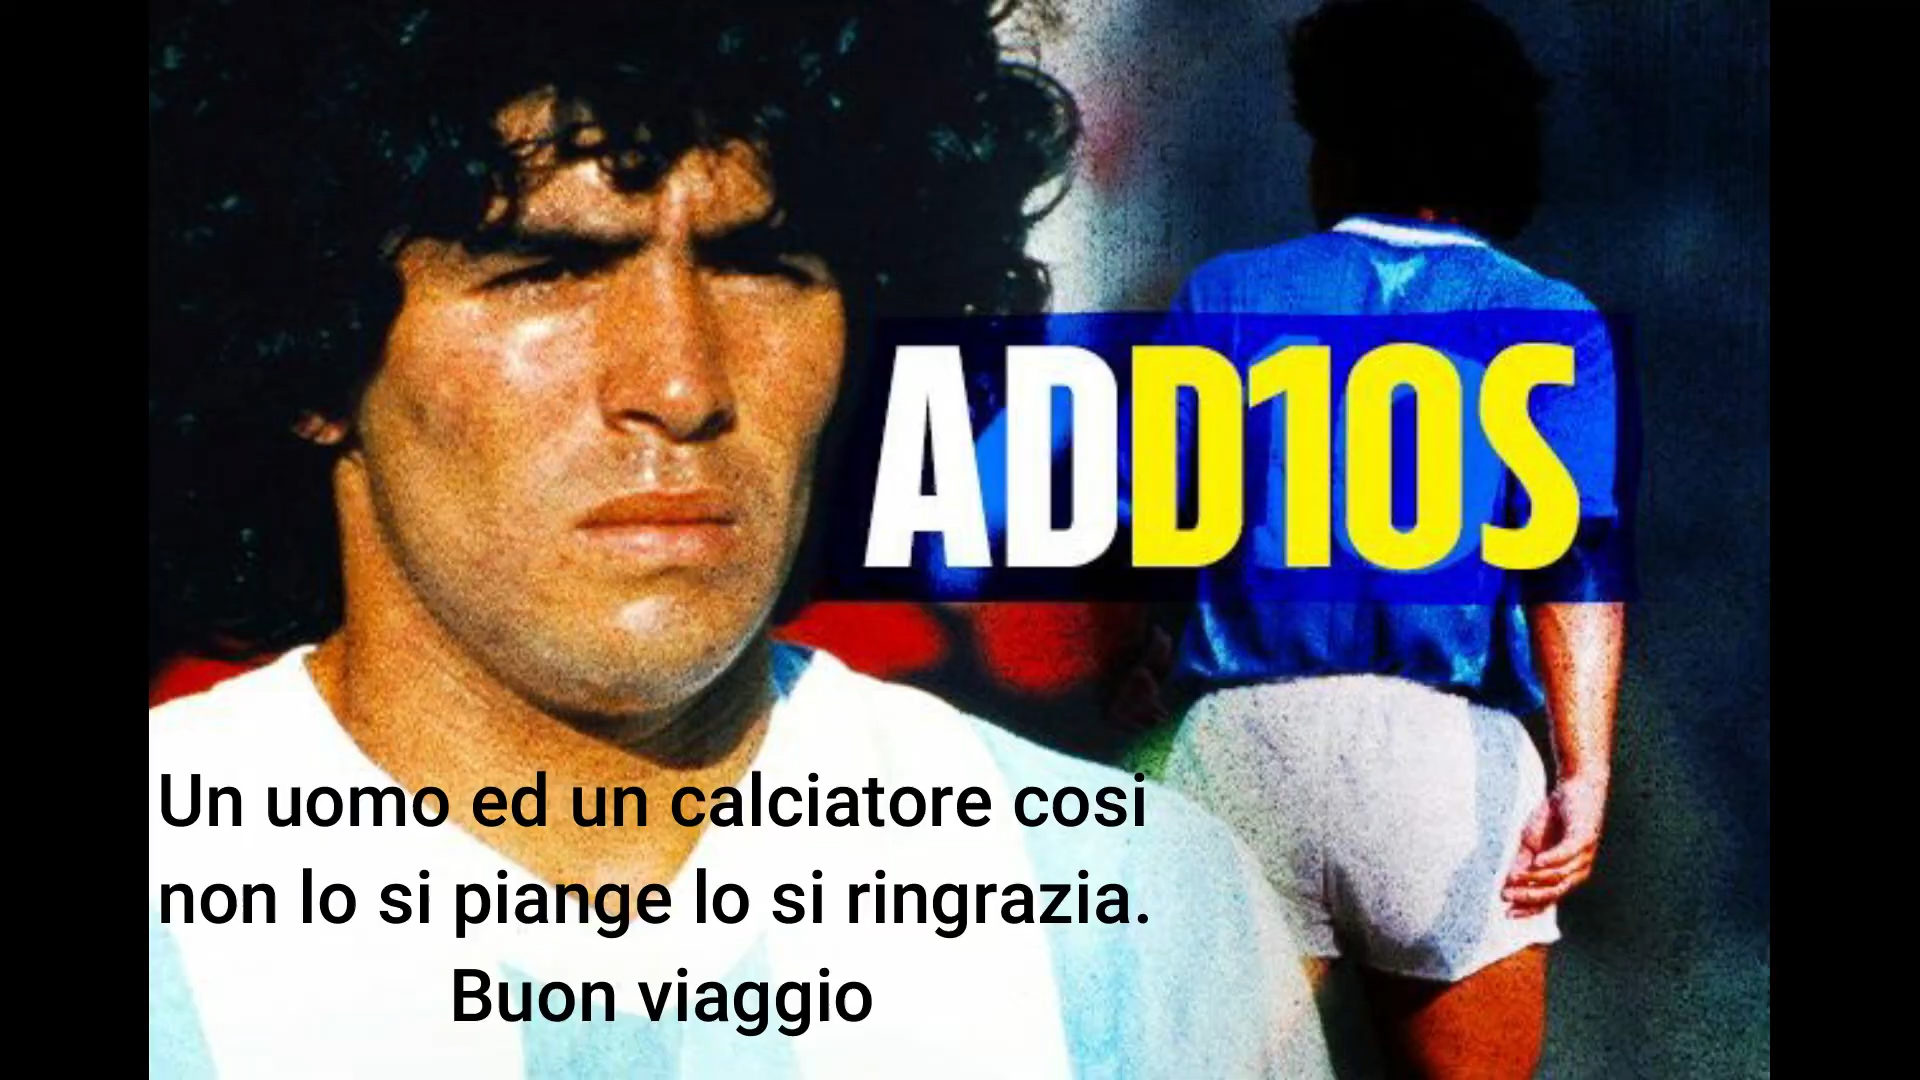 ADD10S
Un uomo ed un calciatore cosi
non lo si piange lo si ringrazia.
Buon viaggio